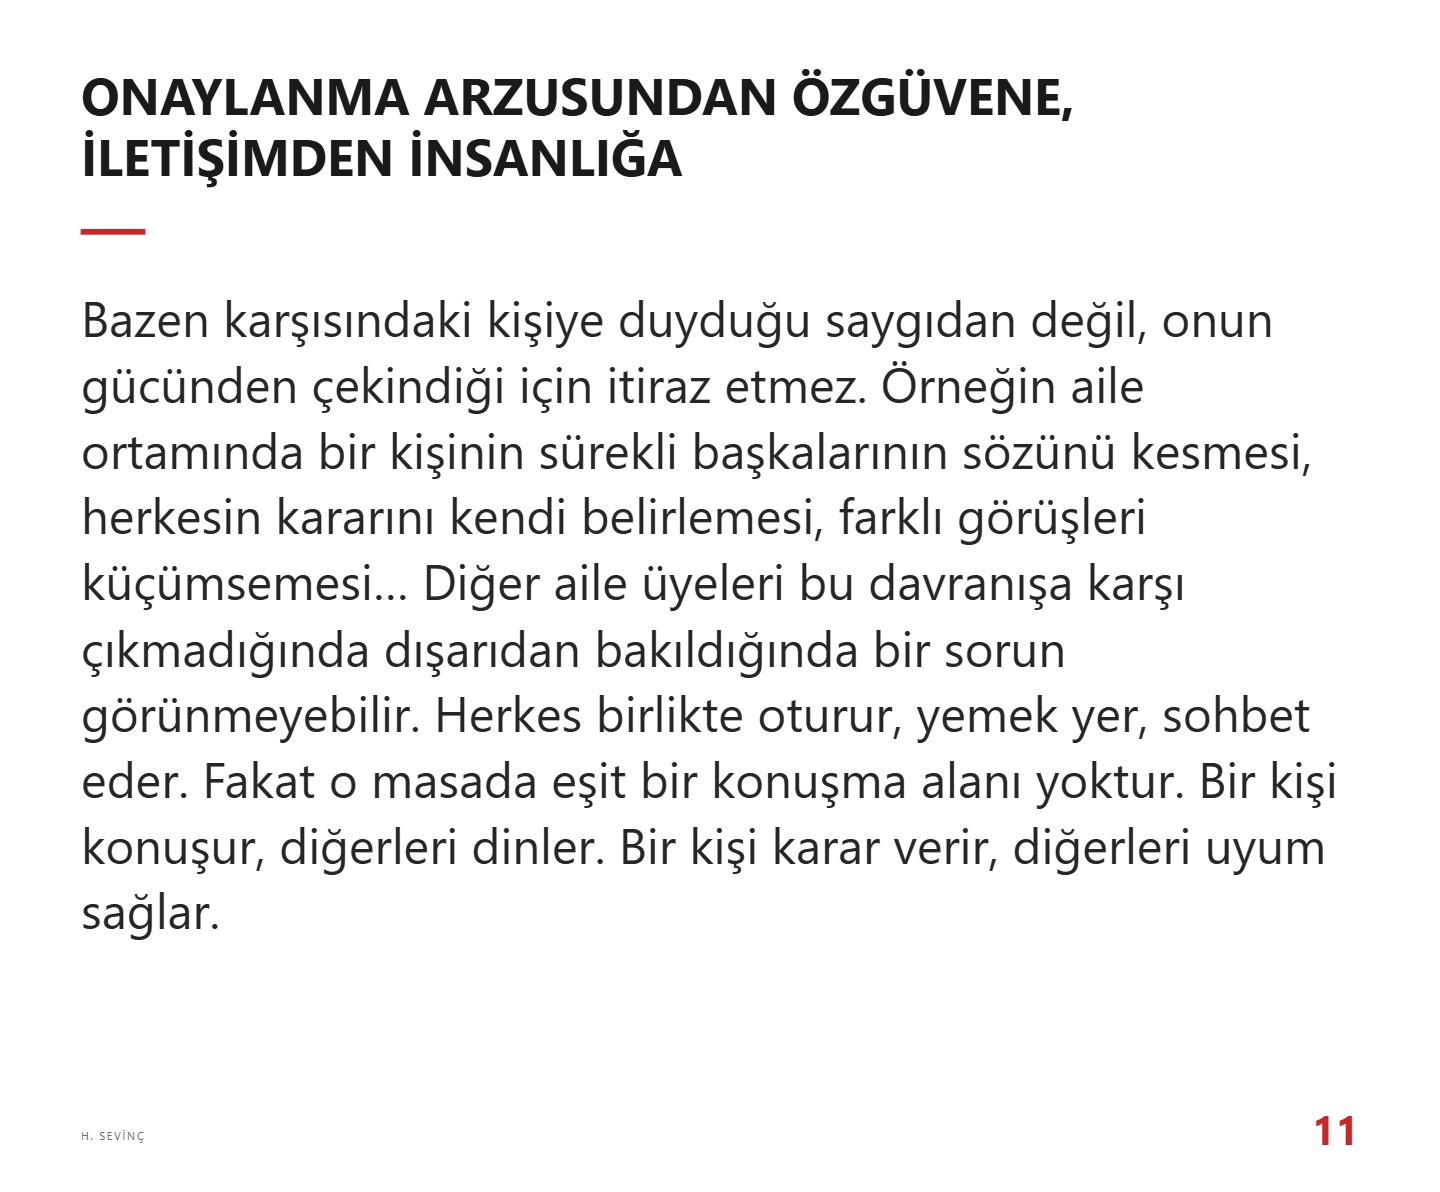 ONAYLANMA ARZUSUNDAN ÖZGÜVENE,
İLETİŞİMDEN İNSANLIĞA
Bazen karşısındaki kişiye duyduğu saygıdan değil, onun
gücünden çekindiği için itiraz etmez. Örneğin aile
ortamında bir kişinin sürekli başkalarının sözünü kesmesi,
herkesin kararını kendi belirlemesi, farklı görüşleri
küçümsemesi... Diğer aile üyeleri bu davranışa karşı
çıkmadığında dışarıdan bakıldığında bir sorun
görünmeyebilir. Herkes birlikte oturur, yemek yer, sohbet
eder. Fakat o masada eşit bir konuşma alanı yoktur. Bir kişi
konuşur, diğerleri dinler. Bir kişi karar verir, diğerleri uyum
sağlar.
H. SEVİNÇ
11